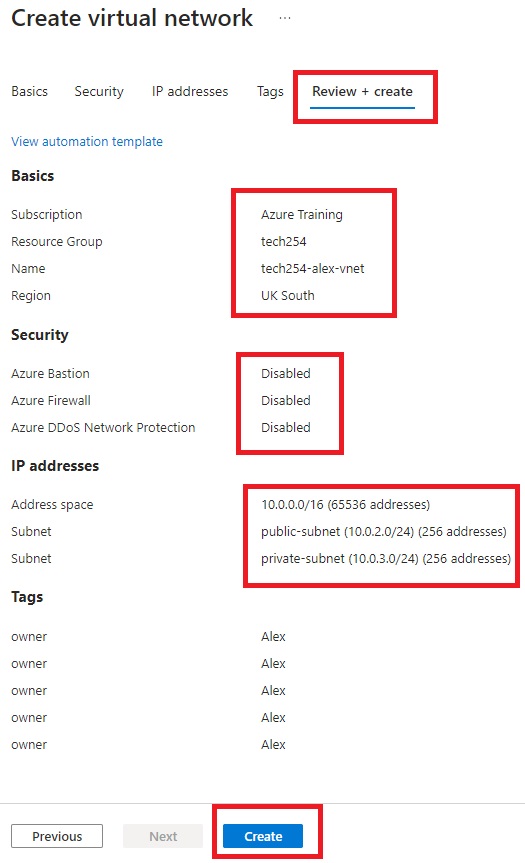 Create virtual network ...
Basics Security IP addresses Tags Review + create
View automation template
Basics
Subscription Azure Training
Resource Group tech254
Name tech254-alex-vnet
Region UK South
Security
Azure Bastion Disabled
Azure Firewall Disabled
Azure DDoS Network Protection Disabled
IP addresses
Address space 10.0.0.0/16 (65536 addresses)
Subnet public-subnet (10.0.2.0/24) (256 addresses)
Subnet private-subnet (10.0.3.0/24) (256 addresses)
Tags
owner Alex
owner Alex
owner Alex
owner Alex
owner Alex
Previous Next Create